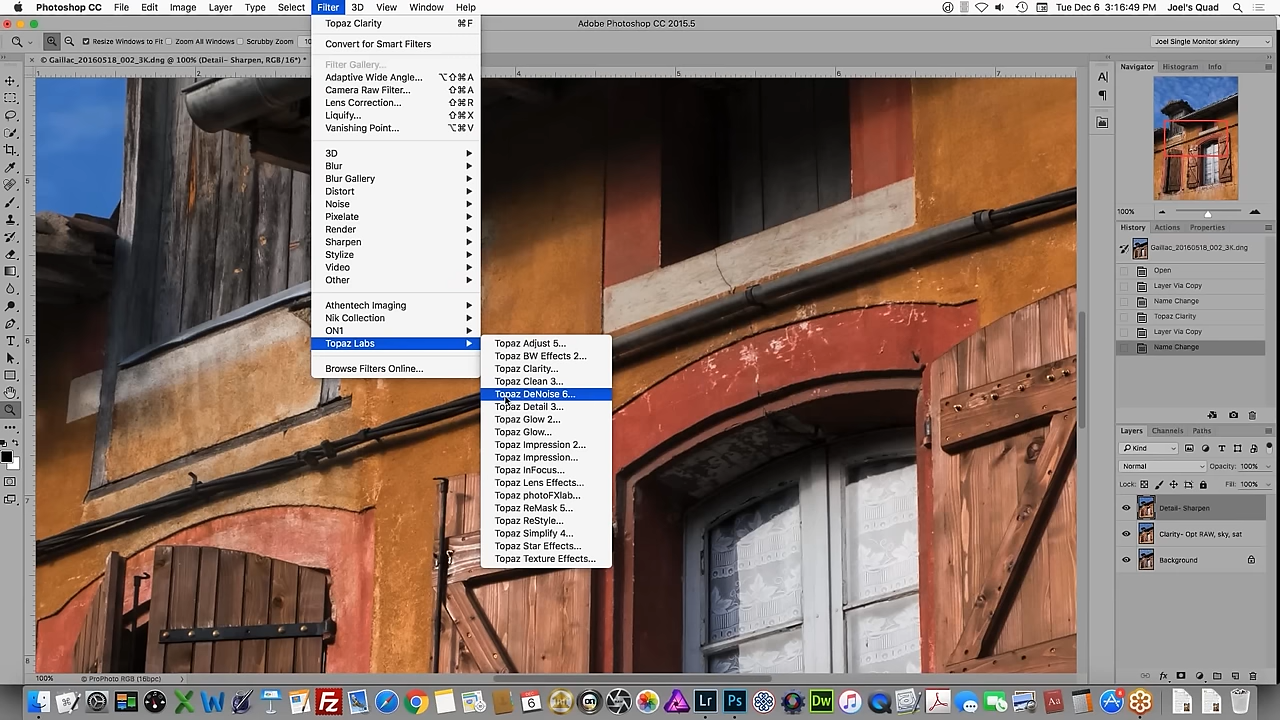 Photoshop CC File Edit Image Layer Type Select Filter 3D View Window Help
Tue Dec 6 3:16:49 PM Joel's Quad
Adobe Photoshop CC 2015.5
Resize Windows to Fit Zoom All Windows Scrubby Zoom
Joel Single Monitor skinny
© Gaillac_20160518_002_3K.dng @ 100% (Detail- Sharpen, RGB/16*) *
Topaz Clarity ⌘F
Convert for Smart Filters
Filter Gallery...
Adaptive Wide Angle... ⌥⇧⌘A
Camera Raw Filter... ⇧⌘A
Lens Correction... ⇧⌘R
Liquify... ⇧⌘X
Vanishing Point... ⌥⌘V
3D
Blur
Blur Gallery
Distort
Noise
Pixelate
Render
Sharpen
Stylize
Video
Other
Athentech Imaging
Nik Collection
ON1
Topaz Labs
Browse Filters Online...
Topaz Adjust 5...
Topaz BW Effects 2...
Topaz Clarity...
Topaz Clean 3...
Topaz DeNoise 6...
Topaz Detail 3...
Topaz Glow 2...
Topaz Glow...
Topaz Impression 2...
Topaz Impression...
Topaz InFocus...
Topaz Lens Effects...
Topaz photoFXlab...
Topaz ReMask 5...
Topaz ReStyle...
Topaz Simplify 4...
Topaz Star Effects...
Topaz Texture Effects...
Navigator Histogram Info
100%
History Actions Properties
Gaillac_20160518_002_3K.dng
Open
Layer Via Copy
Name Change
Topaz Clarity
Layer Via Copy
Name Change
Layers Channels Paths
Kind
Normal Opacity: 100%
Lock: Fill: 100%
Detail- Sharpen
Clarity- Opt RAW, sky, sat
Background
100% ProPhoto RGB (16bpc)